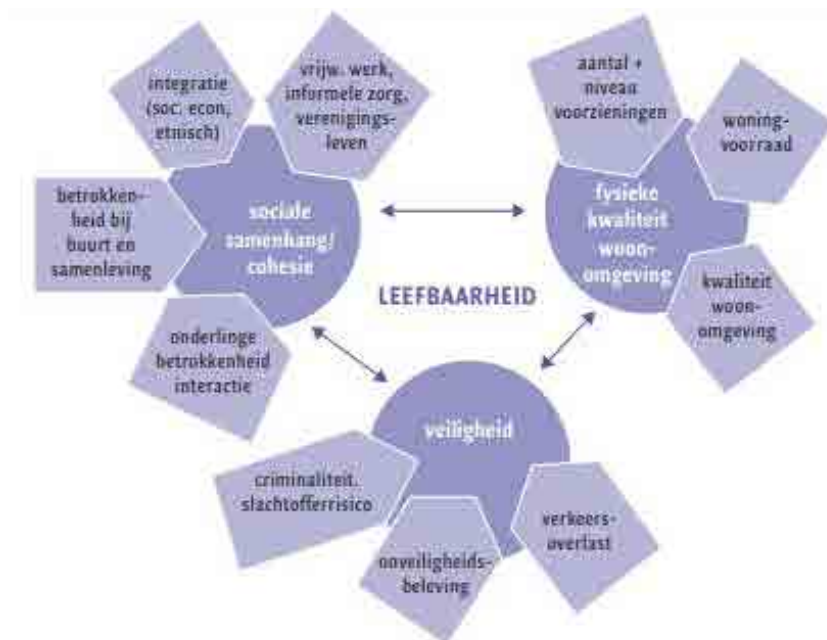 integratie
(soc. econ,
etnisch)
vrijw. werk,
informele zorg,
verenigings-
leven
betrokken-
heid bij
buurt en
samenleving
sociale
samenhang/
cohesie
onderlinge
betrokkenheid
interactie
aantal +
niveau
voorzieningen
woning-
voorraad
fysieke
kwaliteit
woon-
omgeving
kwaliteit
woon-
omgeving
LEEFBAARHEID
veiligheid
criminaliteit.
slachtofferrisico
onveiligheids-
beleving
verkeers-
overlast